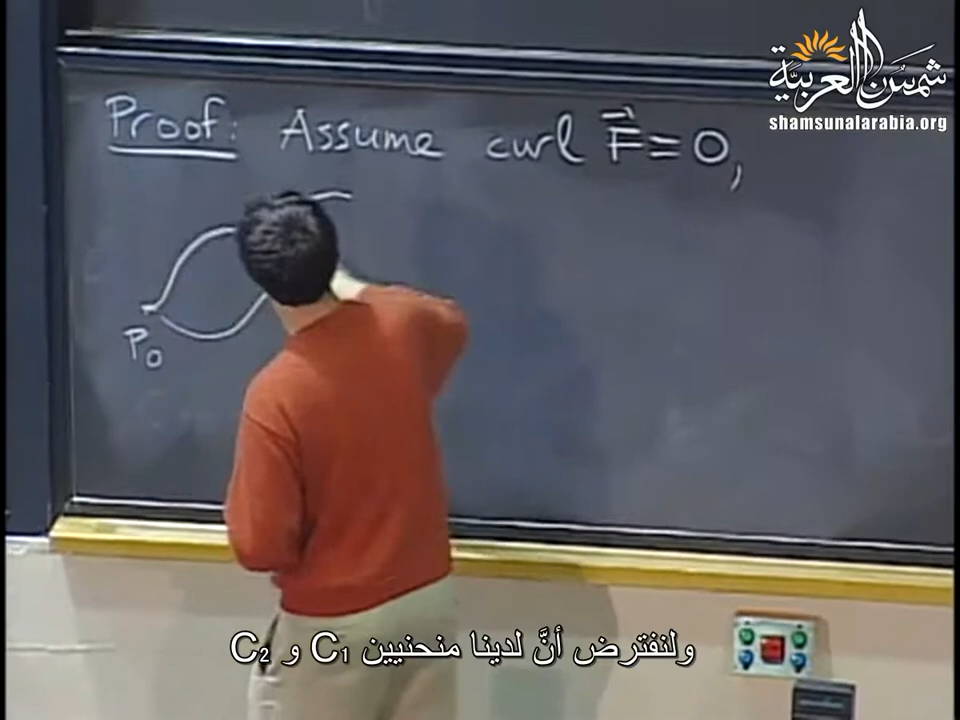 شمس العربية
shamsunalarabia.org
Proof: Assume curl F⃗ ≡ 0,
P₀
ولنفترض أنَّ لدينا منحنيين C₁ و C₂